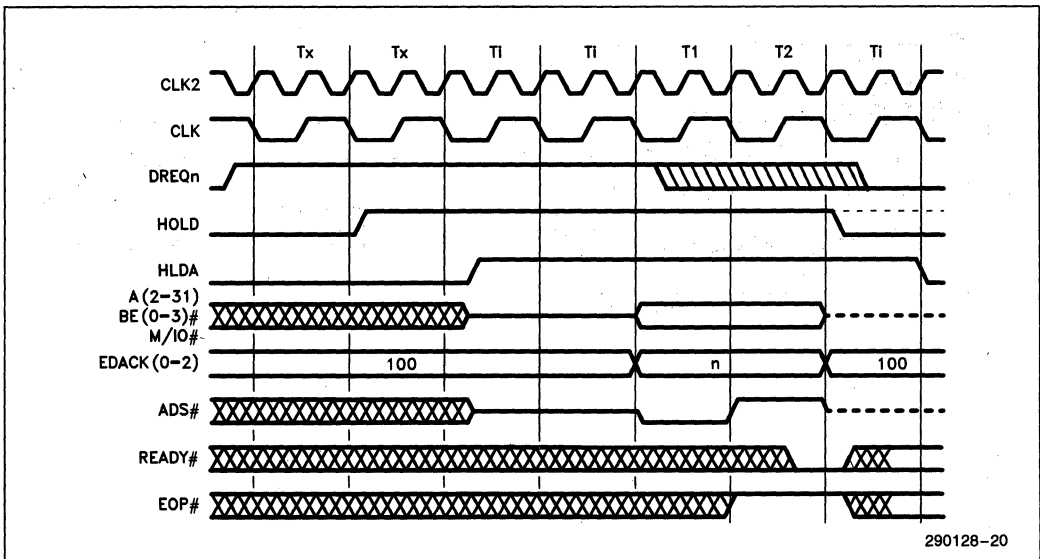 Tx Tx Ti Ti T1 T2 Ti
CLK2
CLK
DREQn
HOLD
HLDA
A(2-31)
BE(0-3)#
M/IO#
EDACK(0-2) 100 n 100
ADS#
READY#
EOP#
290128-20